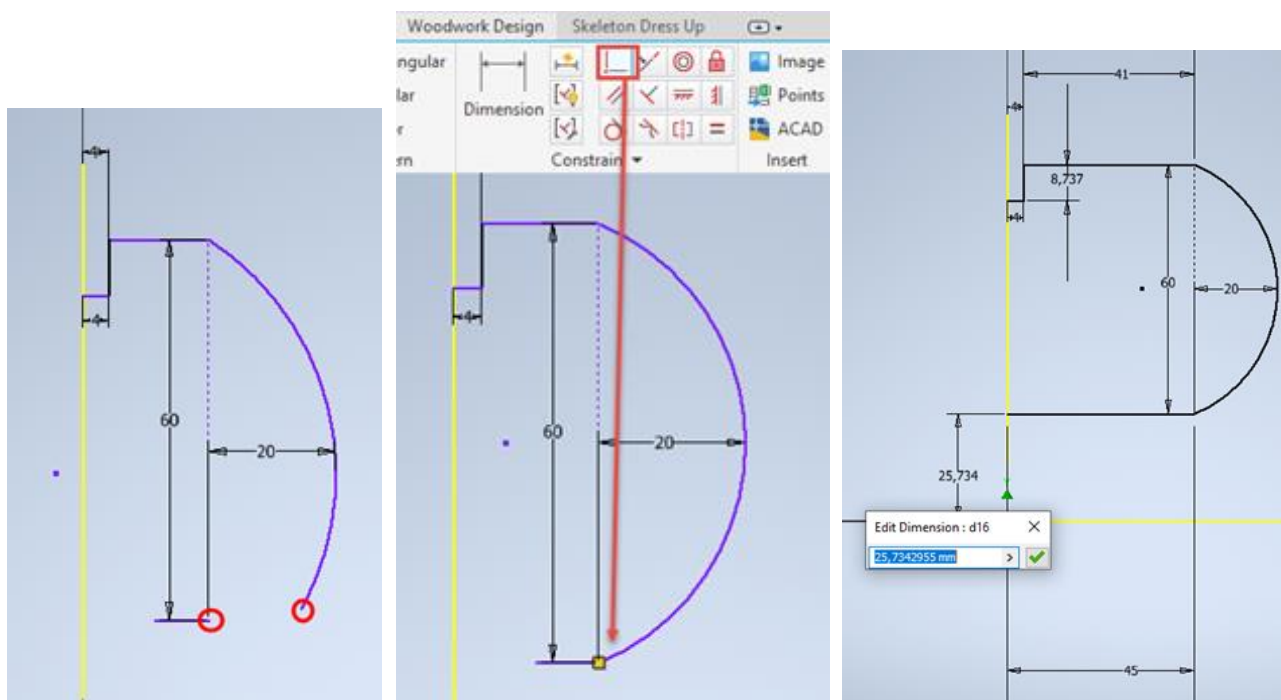 4
4
60
20
Woodwork Design Skeleton Dress Up
ngular
lar
r
rn
Dimension
Constrain
Image
Points
ACAD
Insert
4
60
20
41
4
8,737
4
60
20
25,734
Edit Dimension : d16
25,7342955 mm
45